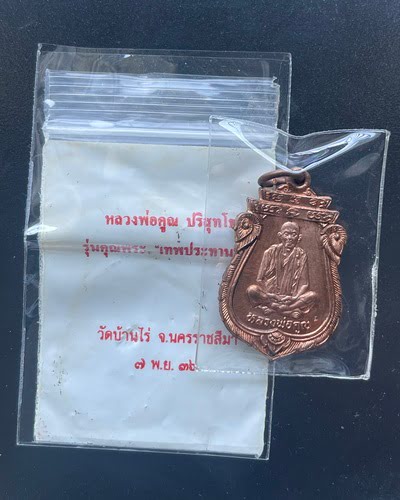 หลวงพ่อคูณ ปริสุทโธ
รุ่นคุณพระ "เทพประทาน
วัดบ้านไร่ จ.นครราชสีมา
๗ พ.ย. ๓๖
หลวงพ่อคูณ